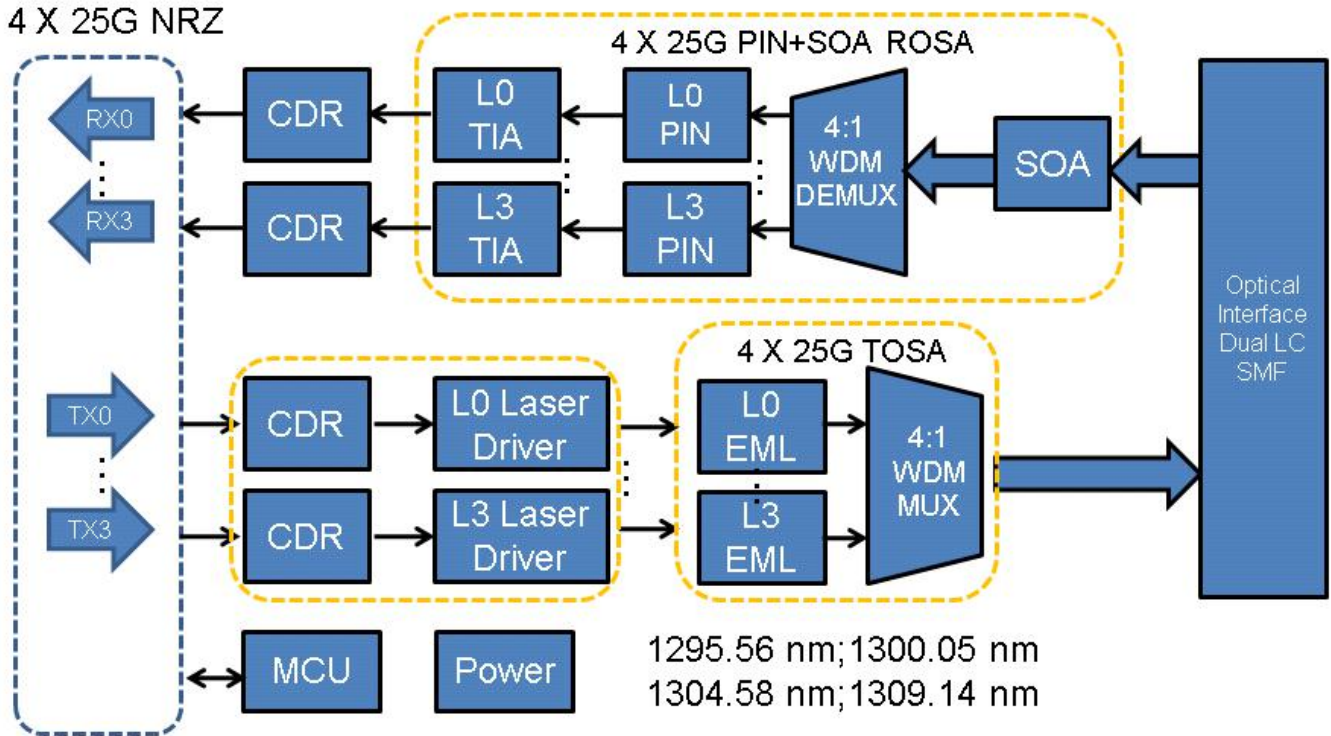 4 X 25G NRZ
4 X 25G PIN+SOA ROSA
RX0
CDR
L0
TIA
L0
PIN
4:1
WDM
DEMUX
SOA
RX3
CDR
L3
TIA
L3
PIN
Optical
Interface
Dual LC
SMF
4 X 25G TOSA
TX0
CDR
L0 Laser
Driver
L0
EML
4:1
WDM
MUX
TX3
CDR
L3 Laser
Driver
L3
EML
MCU
Power
1295.56 nm;1300.05 nm
1304.58 nm;1309.14 nm